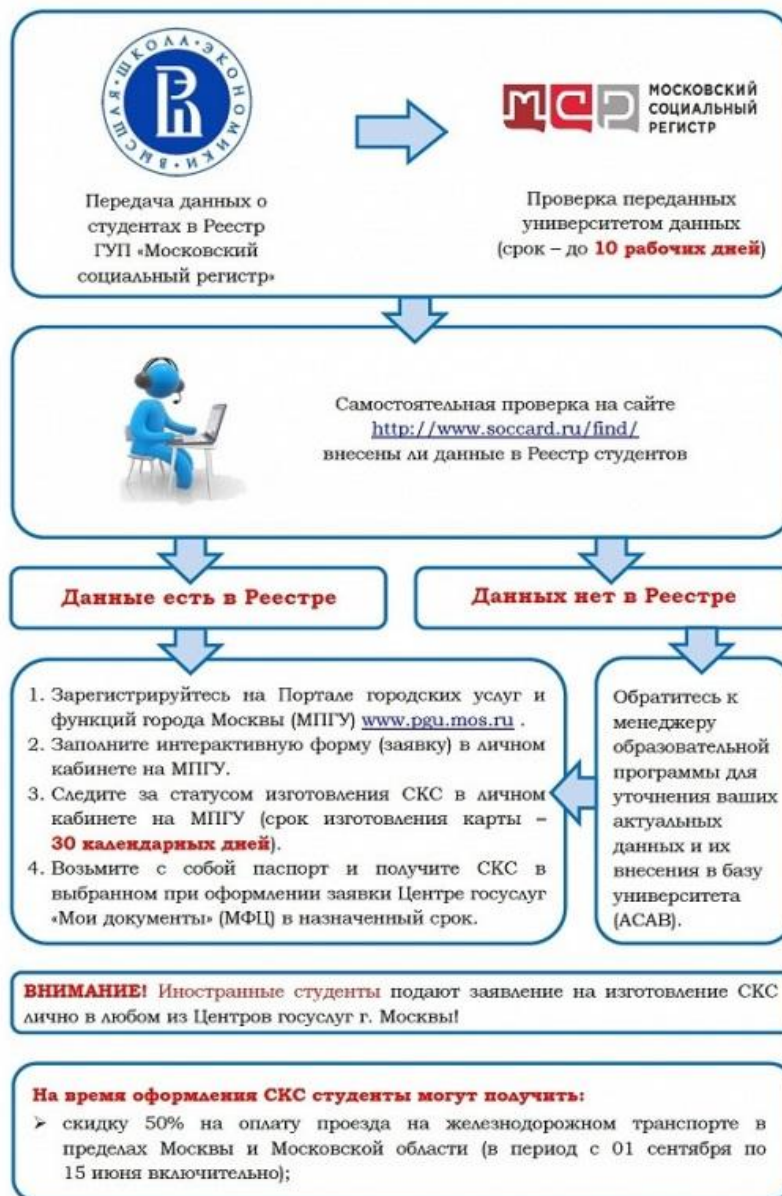 ВЫСШАЯ • ШКОЛА • ЭКОНОМИКИ •
МСР
МОСКОВСКИЙ
СОЦИАЛЬНЫЙ
РЕГИСТР
Передача данных о
студентах в Реестр
ГУП «Московский
социальный регистр»
Проверка переданных
университетом данных
(срок – до 10 рабочих дней)
Самостоятельная проверка на сайте
http://www.soccard.ru/find/
внесены ли данные в Реестр студентов
Данные есть в Реестре
Данных нет в Реестре
1. Зарегистрируйтесь на Портале городских услуг и
функций города Москвы (МПГУ) www.pgu.mos.ru .
2. Заполните интерактивную форму (заявку) в личном
кабинете на МПГУ.
3. Следите за статусом изготовления СКС в личном
кабинете на МПГУ (срок изготовления карты –
30 календарных дней).
4. Возьмите с собой паспорт и получите СКС в
выбранном при оформлении заявки Центре госуслуг
«Мои документы» (МФЦ) в назначенный срок.
Обратитесь к
менеджеру
образовательной
программы для
уточнения ваших
актуальных
данных и их
внесения в базу
университета
(АСАВ).
ВНИМАНИЕ! Иностранные студенты подают заявление на изготовление СКС
лично в любом из Центров госуслуг г. Москвы!
На время оформления СКС студенты могут получить:
➢ скидку 50% на оплату проезда на железнодорожном транспорте в
пределах Москвы и Московской области (в период с 01 сентября по
15 июня включительно);